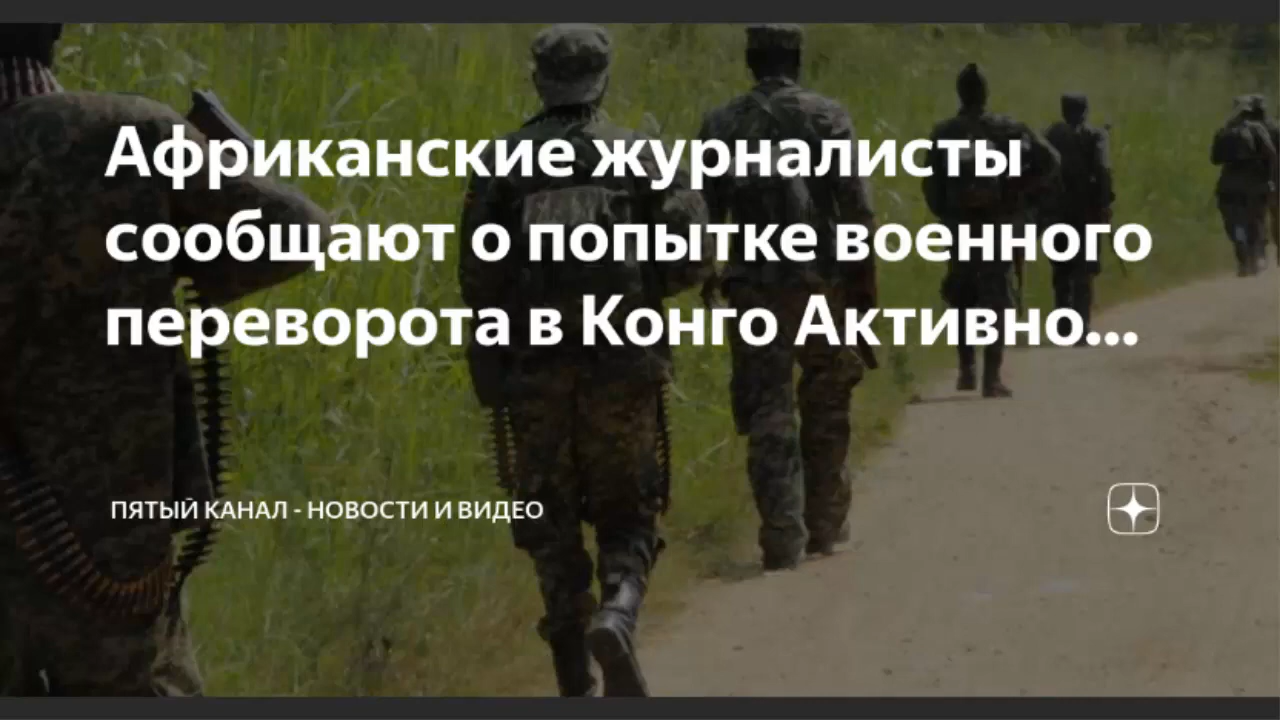 Африканские журналисты
сообщают о попытке военного
переворота в Конго Активно...
ПЯТЫЙ КАНАЛ - НОВОСТИ И ВИДЕО